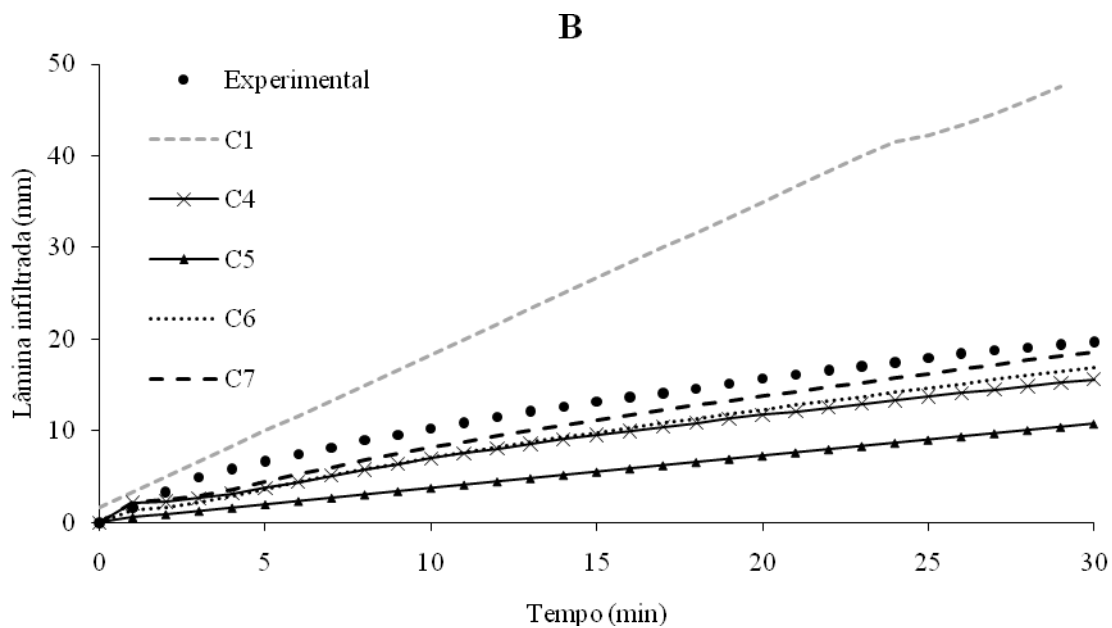 B
50
40
30
20
10
0
Lâmina infiltrada (mm)
Experimental
C1
C4
C5
C6
C7
0 5 10 15 20 25 30
Tempo (min)